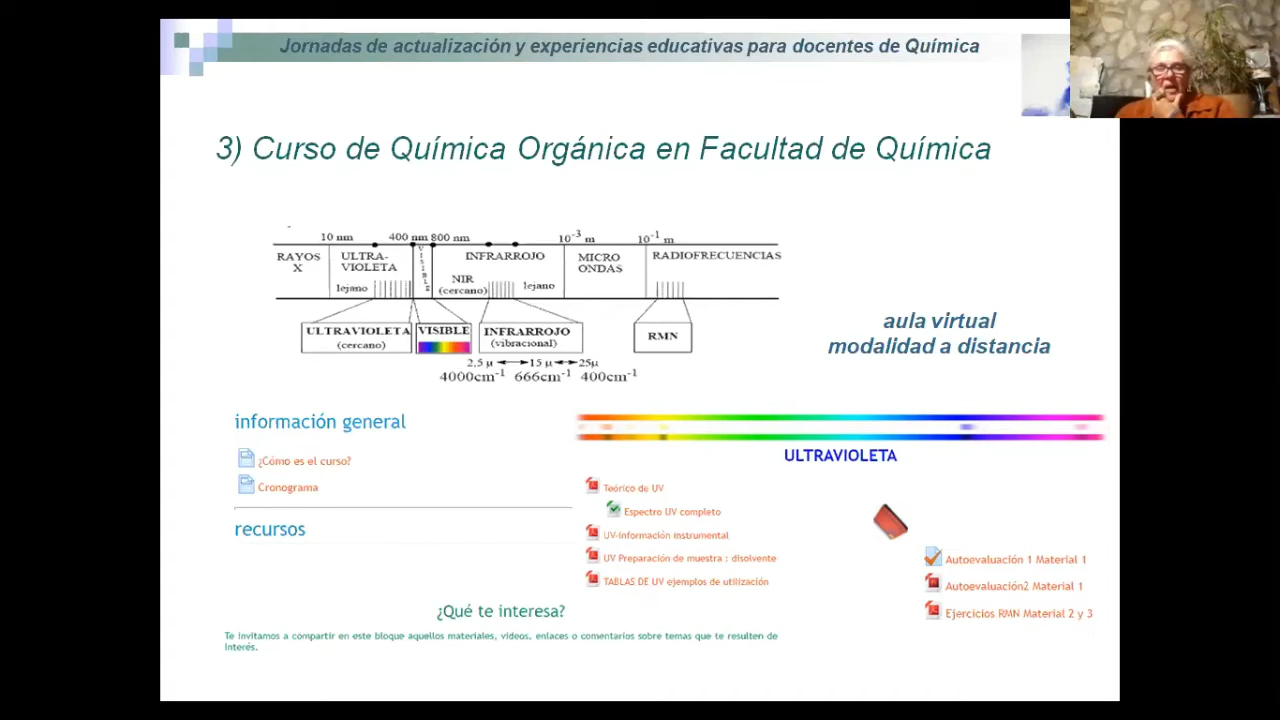 Jornadas de actualización y experiencias educativas para docentes de Química
3) Curso de Química Orgánica en Facultad de Química
10 nm 400 nm 800 nm 10-3 m 10-1 m
RAYOS X
ULTRA-VIOLETA
lejano
VISIBLE
INFRARROJO
NIR
(cercano)
lejano
MICRO ONDAS
RADIOFRECUENCIAS
ULTRAVIOLETA
(cercano)
VISIBLE
INFRARROJO
(vibracional)
RMN
2,5 µ 15 µ 25µ
4000cm-1 666cm-1 400cm-1
aula virtual
modalidad a distancia
información general
¿Cómo es el curso?
Cronograma
recursos
ULTRAVIOLETA
Teórico de UV
Espectro UV completo
UV-información instrumental
UV Preparación de muestra : disolvente
TABLAS DE UV ejemplos de utilización
Autoevaluación 1 Material 1
Autoevaluación2 Material 1
Ejercicios RMN Material 2 y 3
¿Qué te interesa?
Te invitamos a compartir en este bloque aquellos materiales, videos, enlaces o comentarios sobre temas que te resulten de
interés.